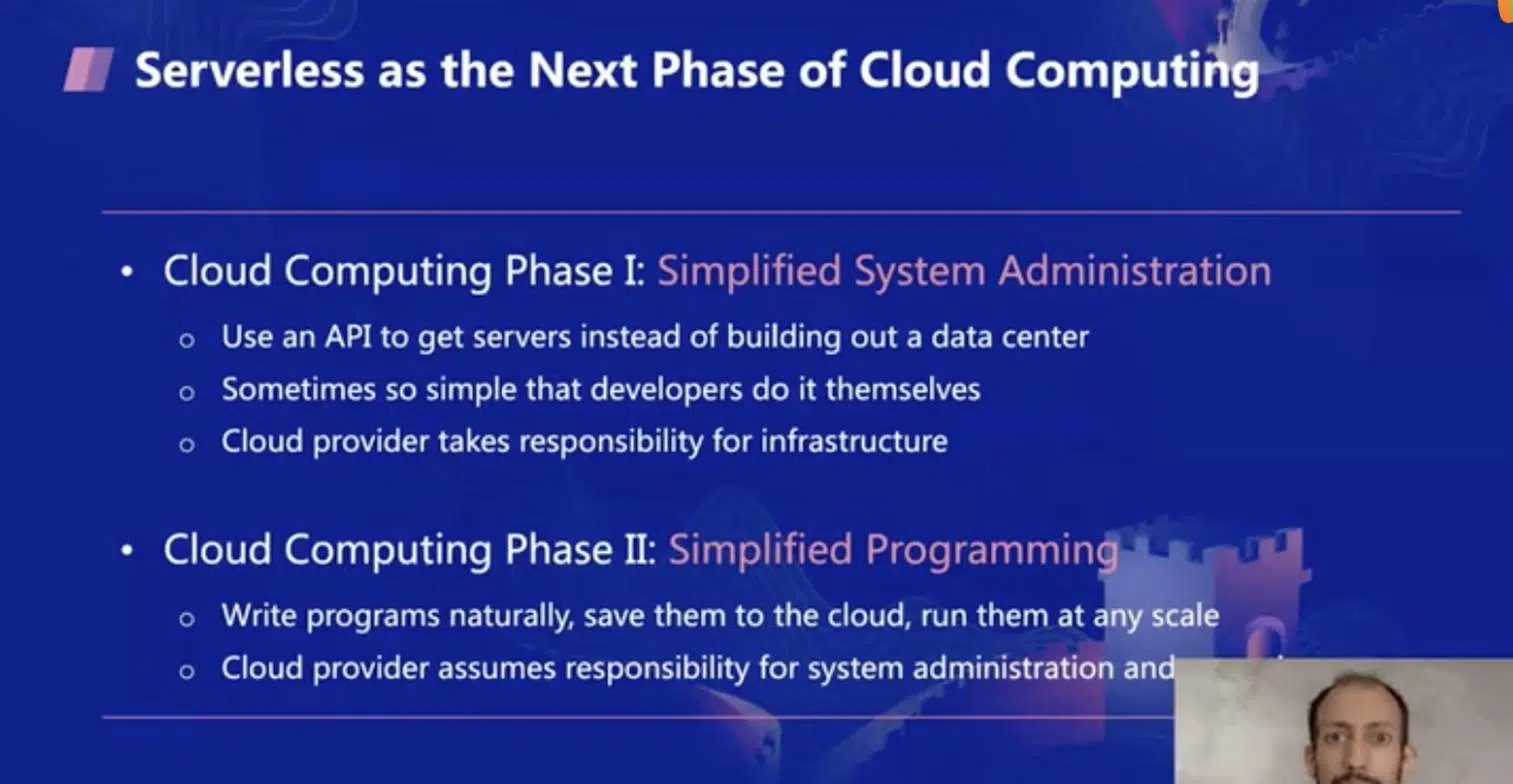 Serverless as the Next Phase of Cloud Computing
• Cloud Computing Phase I: Simplified System Administration
o Use an API to get servers instead of building out a data center
o Sometimes so simple that developers do it themselves
o Cloud provider takes responsibility for infrastructure
• Cloud Computing Phase II: Simplified Programming
o Write programs naturally, save them to the cloud, run them at any scale
o Cloud provider assumes responsibility for system administration and